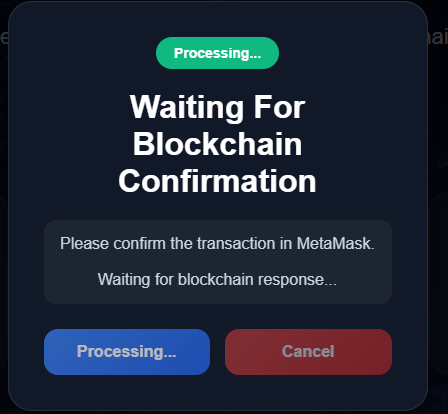 Processing...
Waiting For
Blockchain
Confirmation
Please confirm the transaction in MetaMask.
Waiting for blockchain response...
Processing...
Cancel